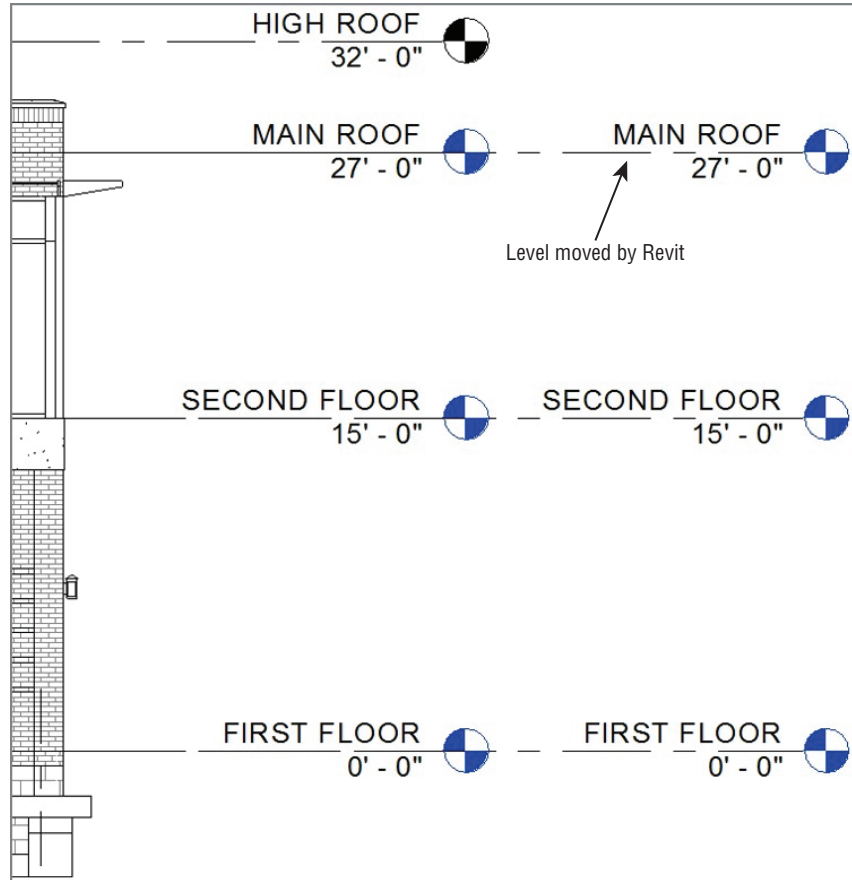 HIGH ROOF
32' - 0"
MAIN ROOF
27' - 0"
MAIN ROOF
27' - 0"
Level moved by Revit
SECOND FLOOR
15' - 0"
SECOND FLOOR
15' - 0"
FIRST FLOOR
0' - 0"
FIRST FLOOR
0' - 0"